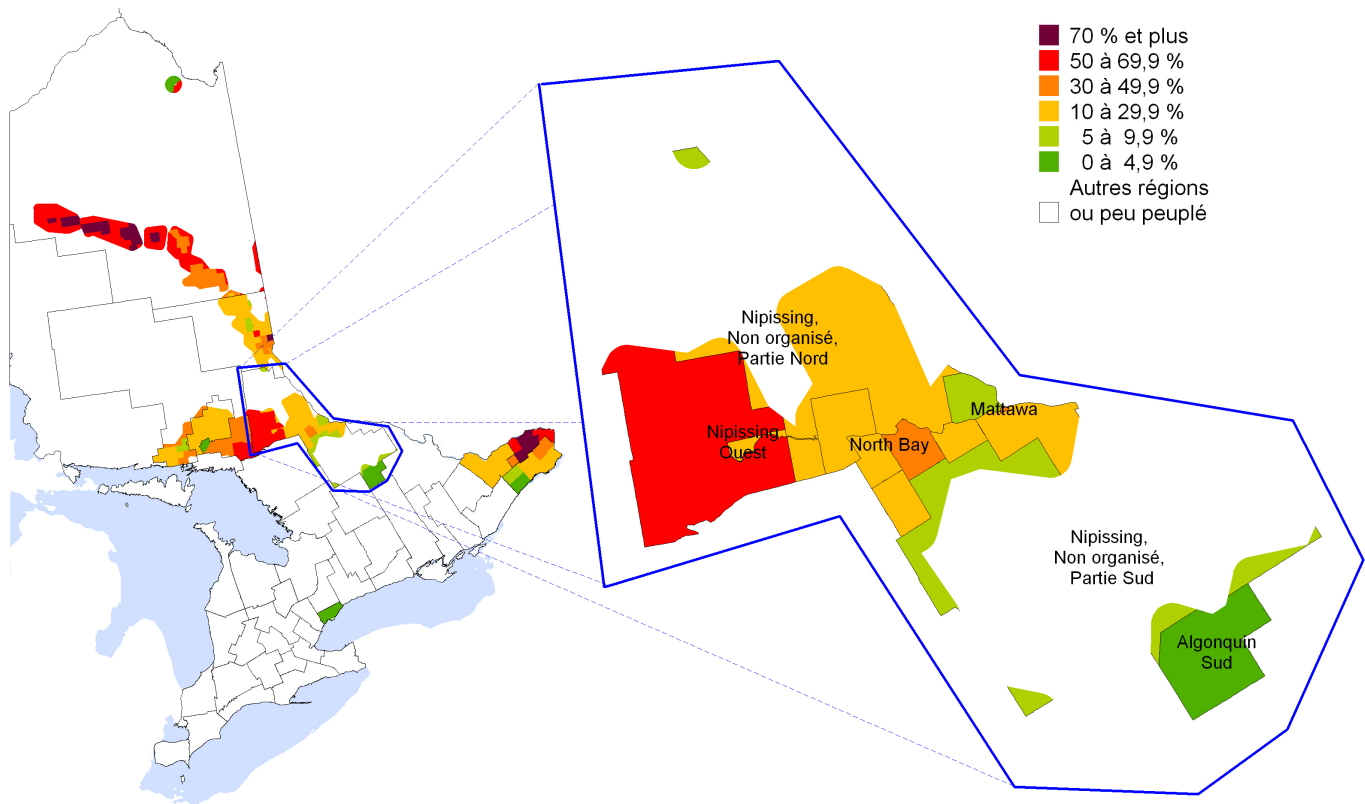 70 % et plus
50 à 69,9 %
30 à 49,9 %
10 à 29,9 %
5 à 9,9 %
0 à 4,9 %
Autres régions
ou peu peuplé
Nipissing,
Non organisé,
Partie Nord
Mattawa
Nipissing
Ouest
North Bay
Nipissing,
Non organisé,
Partie Sud
Algonquin
Sud